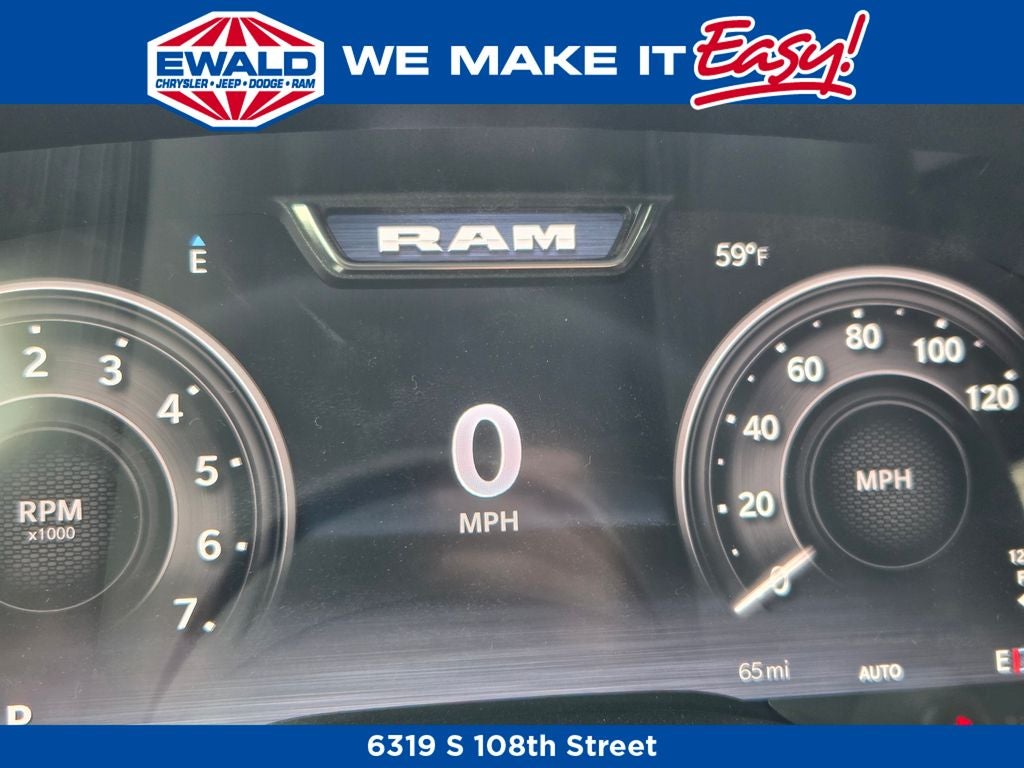 EWALD
CHRYSLER • JEEP • DODGE • RAM
WE MAKE IT Easy!
RAM
E
59°F
2
3
4
5
6
7
RPM
x1000
0
MPH
0
20
40
60
80
100
120
MPH
65 mi
AUTO
E
P
6319 S 108th Street